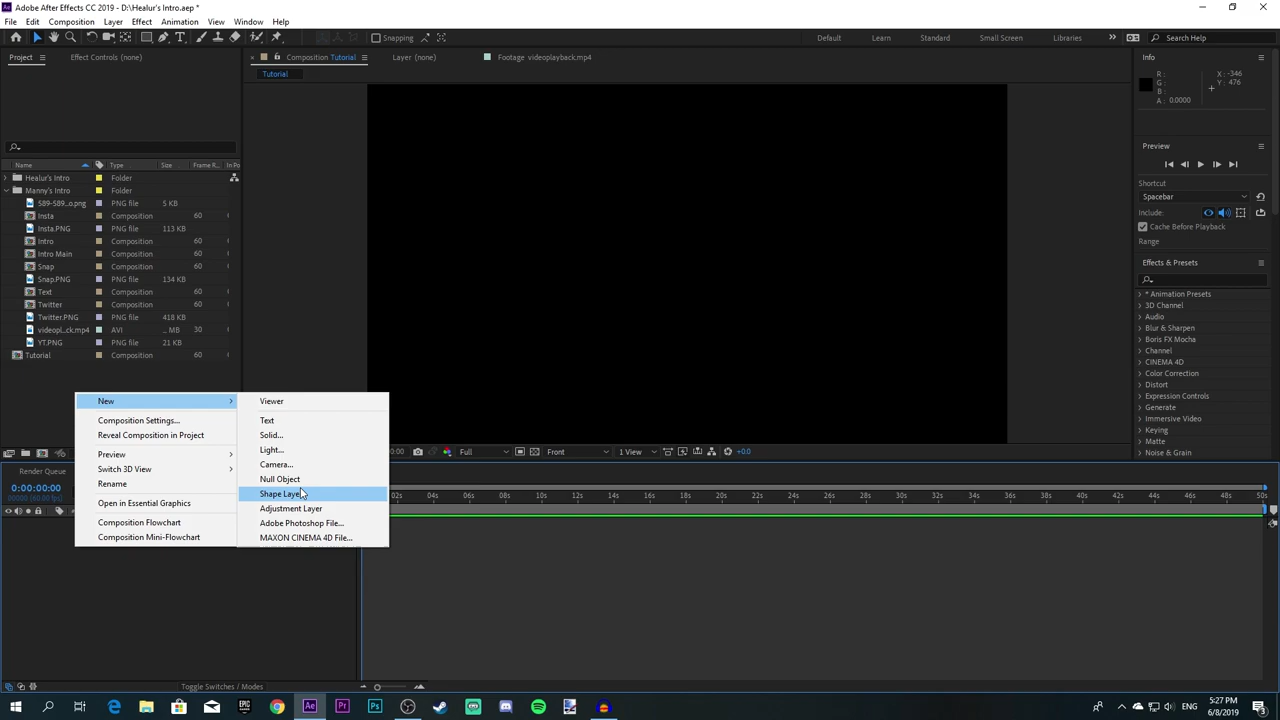 Adobe After Effects CC 2019 - D:\Healur's Intro.aep *
File Edit Composition Layer Effect Animation View Window Help
Snapping
Default Learn Standard Small Screen Libraries Search Help
Project Effect Controls (none)
Composition Tutorial Layer (none) Footage videoplayback.mp4
Tutorial
Info
R:
G:
B:
A: 0.0000
X: -346
Y: 476
Preview
Shortcut
Spacebar
Include:
Cache Before Playback
Range
Effects & Presets
* Animation Presets
3D Channel
Audio
Blur & Sharpen
Boris FX Mocha
Channel
CINEMA 4D
Color Correction
Distort
Expression Controls
Generate
Immersive Video
Keying
Matte
Noise & Grain
Name Type Size Frame R... In Po
Healur's Intro Folder
Manny's Intro Folder
589-589...o.png PNG file 5 KB
Insta Composition 60
Insta.PNG PNG file 113 KB
Intro Composition 60
Intro Main Composition 60
Snap Composition 60
Snap.PNG PNG file 134 KB
Text Composition 60
Twitter Composition 60
Twitter.PNG PNG file 418 KB
videopl...ck.mp4 AVI ... MB 30
YT.PNG PNG file 21 KB
Tutorial Composition 60
New
Composition Settings...
Reveal Composition in Project
Preview
Switch 3D View
Rename
Open in Essential Graphics
Composition Flowchart
Composition Mini-Flowchart
Viewer
Text
Solid...
Light...
Camera...
Null Object
Shape Layer
Adjustment Layer
Adobe Photoshop File...
MAXON CINEMA 4D File...
:00 Full Front 1 View +0.0
Render Queue
0:00:00:00
00000 (60.00 fps)
02s 04s 06s 08s 10s 12s 14s 16s 18s 20s 22s 24s 26s 28s 30s 32s 34s 36s 38s 40s 42s 44s 46s 48s 50s
Toggle Switches / Modes
Ae Pr Ps
ENG
5:27 PM
6/8/2019